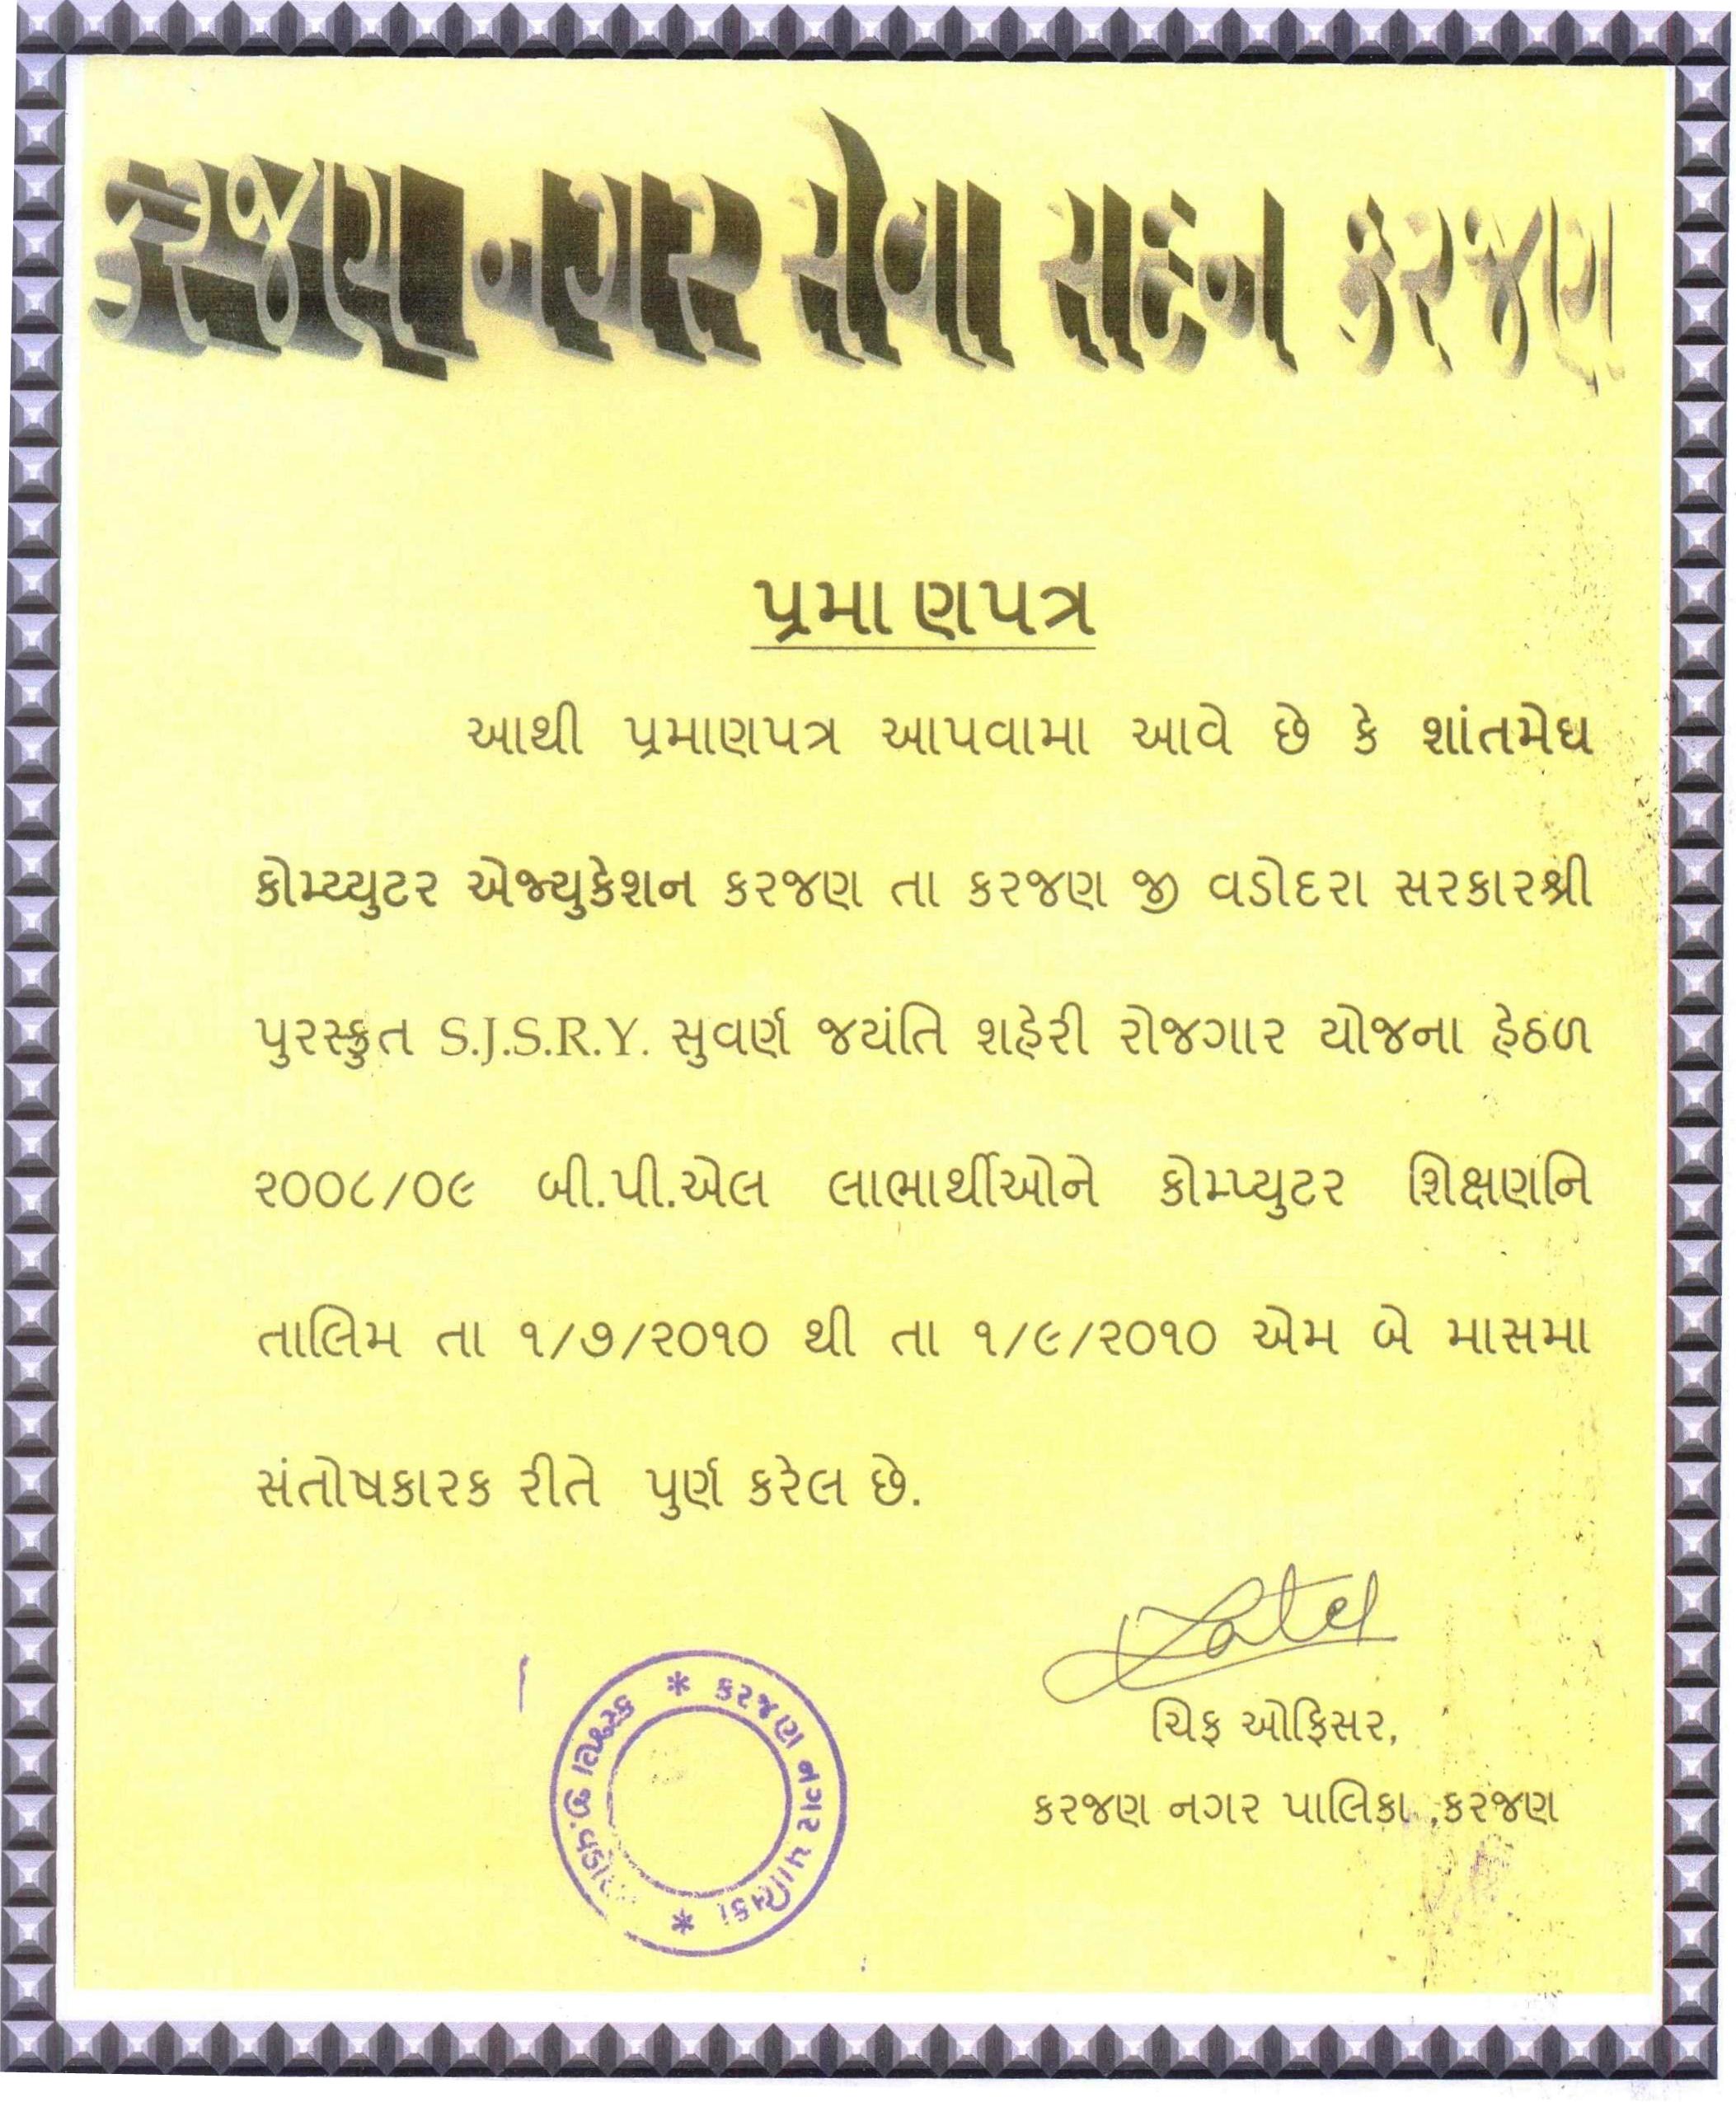 કરજણ નગર સેવા સદન કરજણ
પ્રમાણપત્ર
આથી પ્રમાણપત્ર આપવામા આવે છે કે શાંતમેઘ
કોમ્પ્યુટર એજ્યુકેશન કરજણ તા કરજણ જી વડોદરા સરકારશ્રી
પુરસ્કૃત S.J.S.R.Y. સુવર્ણ જયંતિ શહેરી રોજગાર યોજના હેઠળ
૨૦૦૮/૦૯ બી.પી.એલ લાભાર્થીઓને કોમ્પ્યુટર શિક્ષણનિ
તાલિમ તા ૧/૭/૨૦૧૦ થી તા ૧/૯/૨૦૧૦ એમ બે માસમા
સંતોષકારક રીતે પુર્ણ કરેલ છે.
ચિફ ઓફિસર,
કરજણ નગર પાલિકા ,કરજણ
* કરજણ નગર પાલિકા *